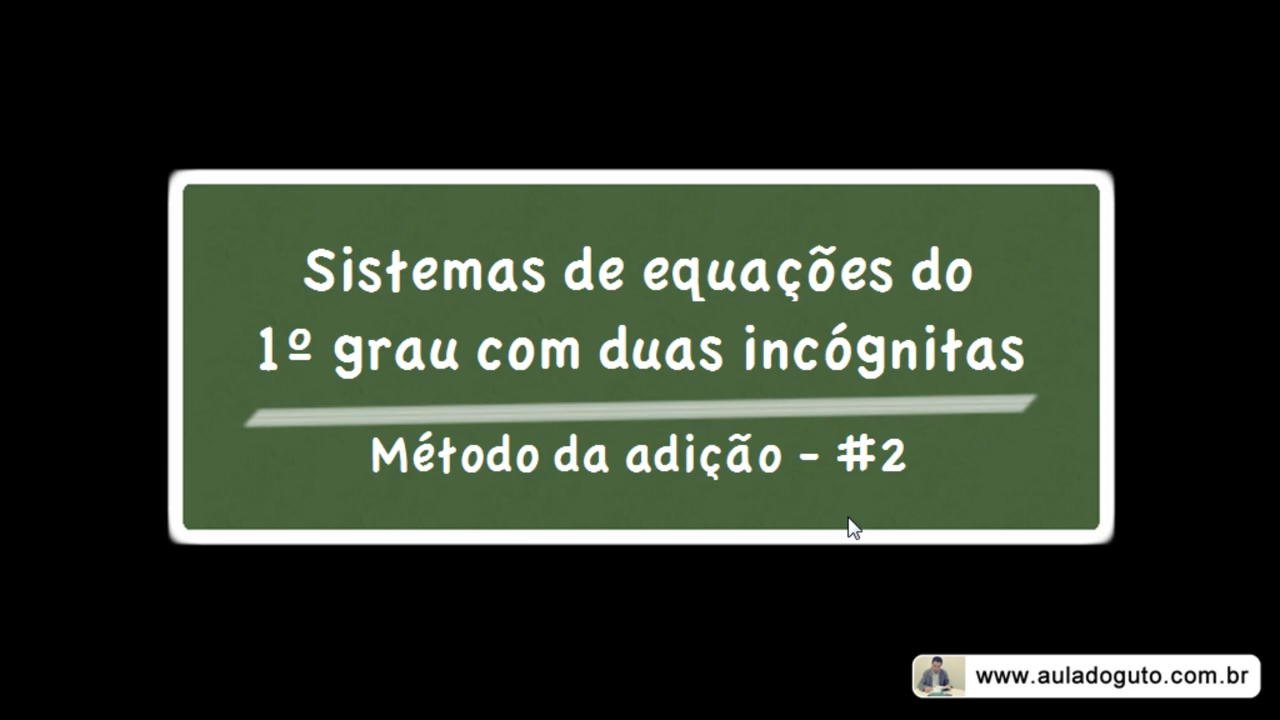 Sistemas de equações do
1º grau com duas incógnitas
Método da adição - #2
www.auladoguto.com.br